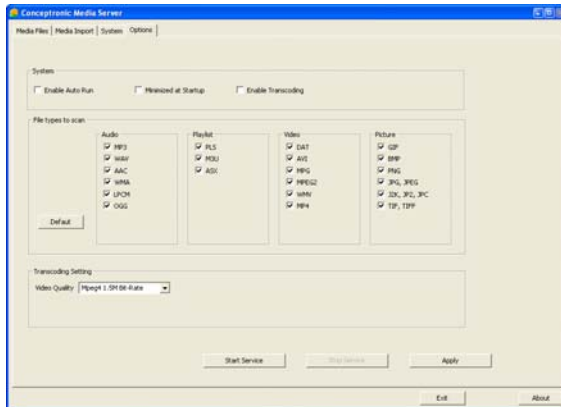 Conceptronic Media Server
Media Files Media Import System Options
System
Enable Auto Run Minimized at Startup Enable Transcoding
File types to scan
Audio Playlist Video Picture
MP3 PLS DAT GIF
WAV M3U AVI BMP
AAC ASX MPG PNG
WMA MPEG2 JPG, JPEG
LPCM WMV J2K, JP2, JPC
OGG MP4 TIF, TIFF
Default
Transcoding Setting
Video Quality Mpeg4 1.5M Bit-Rate
Start Service Stop Service Apply
Exit About